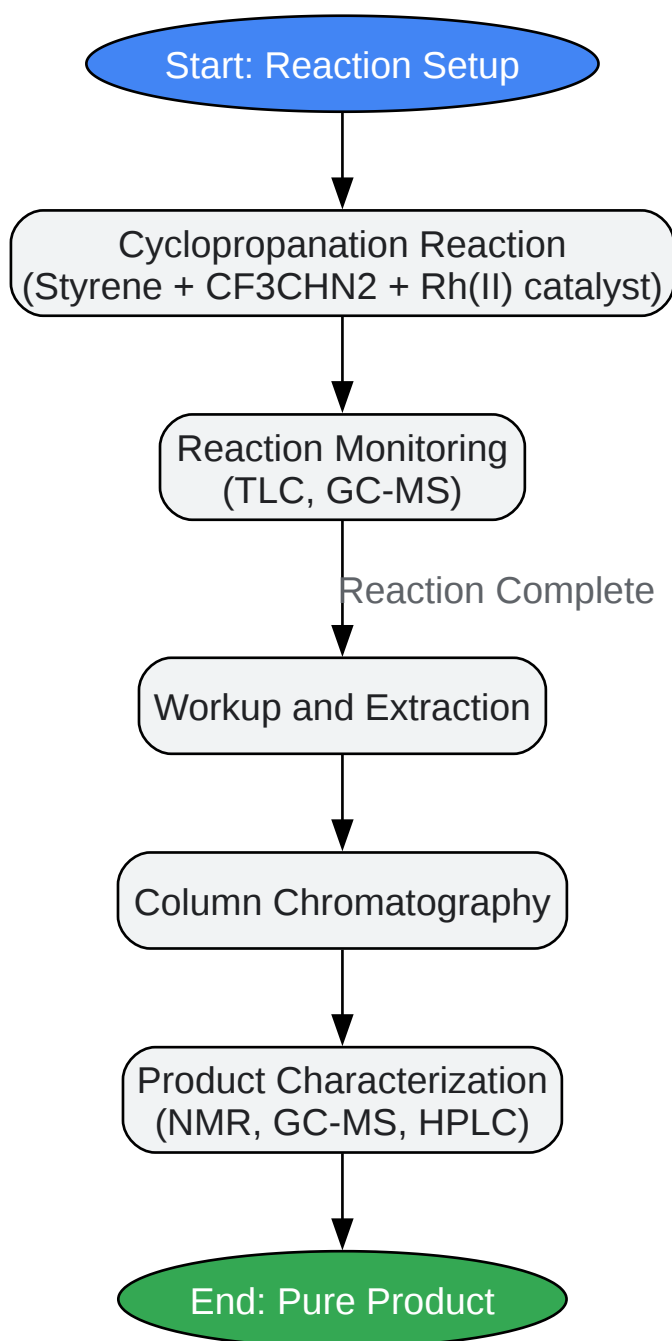 Start: Reaction Setup
Cyclopropanation Reaction
(Styrene + CF3CHN2 + Rh(II) catalyst)
Reaction Monitoring
(TLC, GC-MS)
Reaction Complete
Workup and Extraction
Column Chromatography
Product Characterization
(NMR, GC-MS, HPLC)
End: Pure Product